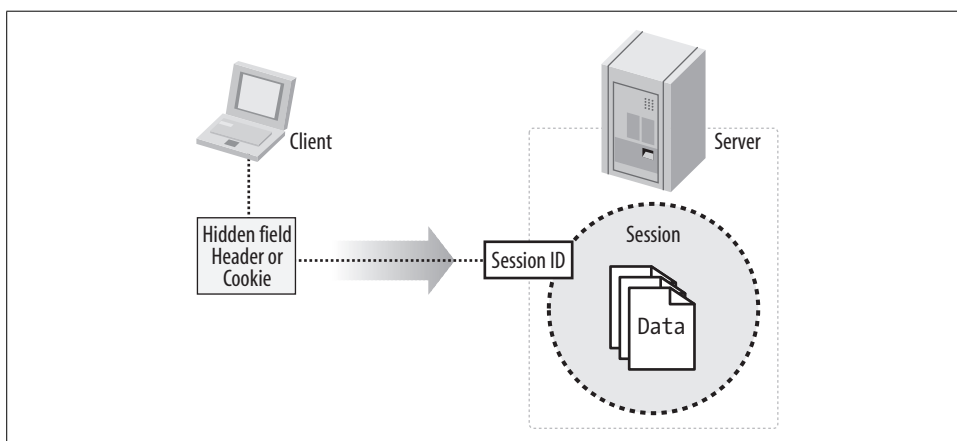 Client
Server
Hidden field
Header or
Cookie
Session ID
Session
Data